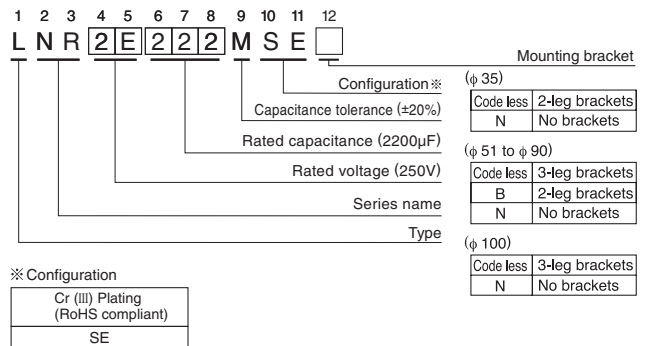 1 2 3 4 5 6 7 8 9 10 11 12
L N R 2 E 2 2 2 M S E
Mounting bracket
Configuration※
Capacitance tolerance (±20%)
Rated capacitance (2200µF)
Rated voltage (250V)
Series name
Type
(φ 35)
Code less 2-leg brackets
N No brackets
(φ 51 to φ 90)
Code less 3-leg brackets
B 2-leg brackets
N No brackets
(φ 100)
Code less 3-leg brackets
N No brackets
※Configuration
Cr (III) Plating
(RoHS compliant)
SE